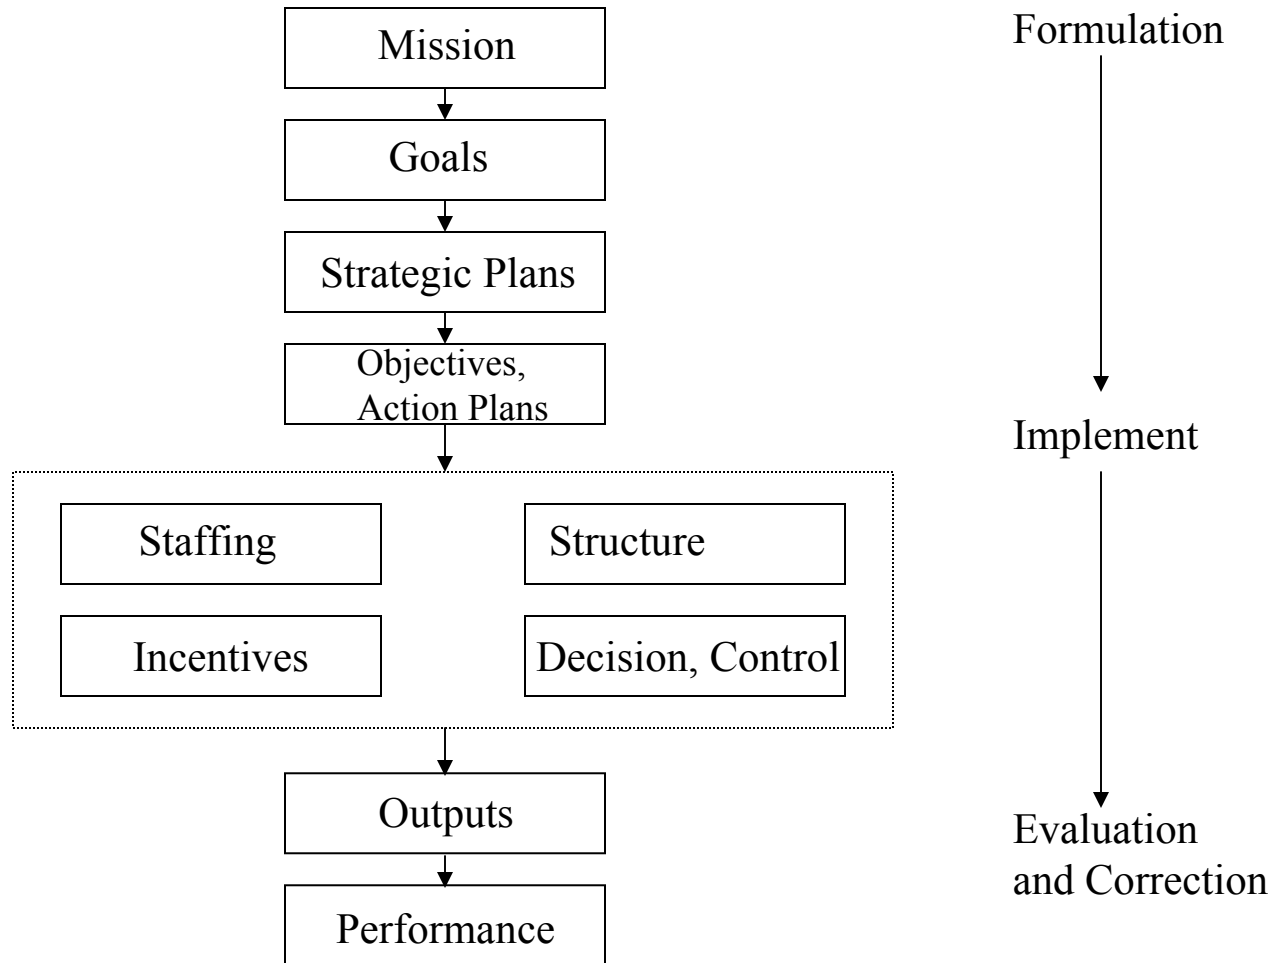 Mission
Formulation
Goals
Strategic Plans
Objectives,
Action Plans
Implement
Staffing
Structure
Incentives
Decision, Control
Outputs
Evaluation
and Correction
Performance